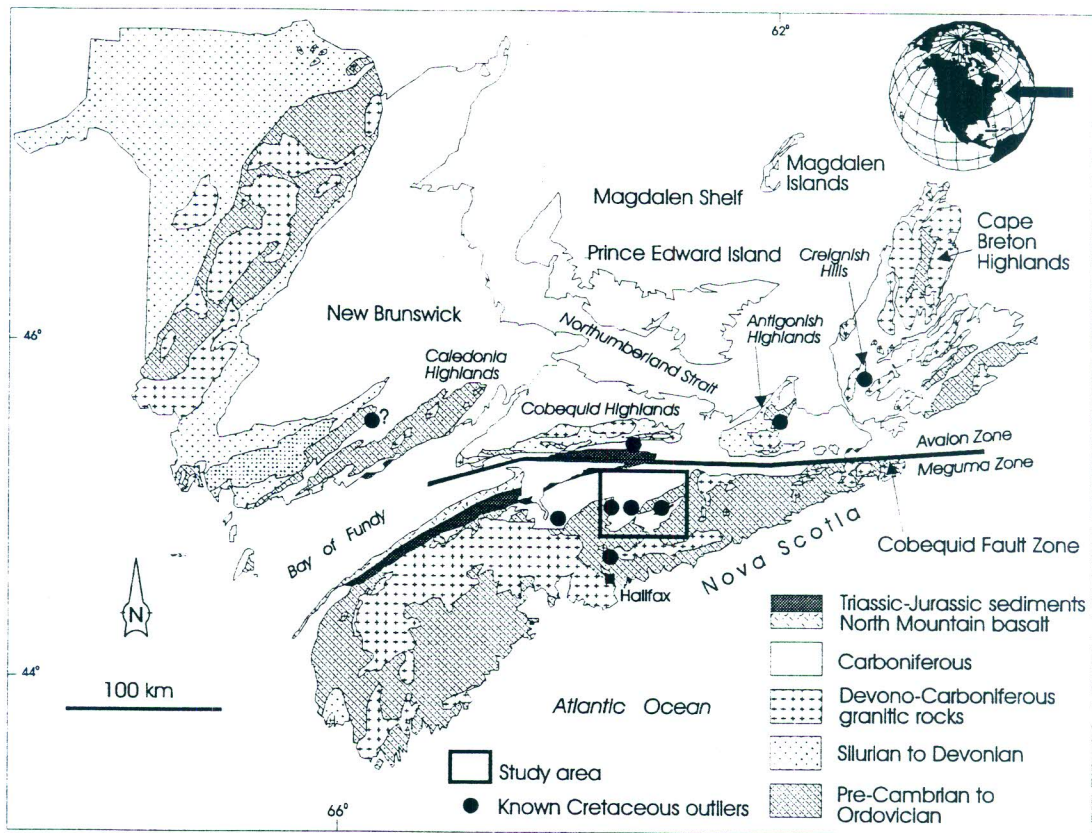 62°
Magdalen
Islands
Magdalen Shelf
Cape
Breton
Highlands
Prince Edward Island
Creignish
Hills
46°
New Brunswick
Northumberland Strait
Antigonish
Highlands
Caledonia
Highlands
Cobequid Highlands
?
Avalon Zone
Meguma Zone
Bay of Fundy
Nova Scotia
Cobequid Fault Zone
Halifax
N
Triassic-Jurassic sediments
North Mountain basalt
44°
100 km
Carboniferous
Devono-Carboniferous
granitic rocks
Atlantic Ocean
Silurian to Devonian
Study area
Known Cretaceous outliers
Pre-Cambrian to
Ordovician
66°